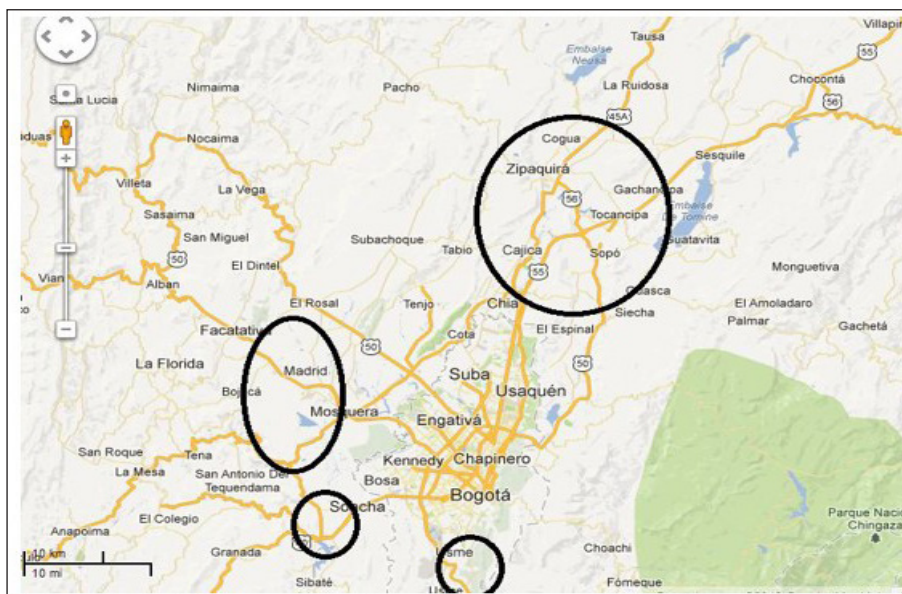 Tausa
Villapin
Embalse
Neusa
55
Nimaima
Pacho
La Ruidosa
Chocontá
Lucia
56
45A
Nocaima
Cogua
Sesquile
Zipaquirá
Villeta
La Vega
56
Gachancipa
Embalse
De Tomine
Sasaima
Tocancipa
San Miguel
Subachoque
Tabio
Cajica
Sopó
Suatavita
50
El Dintel
55
Monguetiva
Vian
Alban
El Rosal
Tenjo
Chia
Guasca
Siecha
El Amoladaro
Palmar
Facatativa
Cota
El Espinal
Gachetá
50
La Florida
Madrid
Suba
50
Usaquén
Bojacá
Mosquera
Engativá
San Roque
Tena
Kennedy
Chapinero
La Mesa
San Antonio Del
Tequendama
Bosa
Bogotá
Soacha
El Colegio
Parque Nacio
Chingaza
Anapoima
Granada
Usme
Choachi
10 km
10 mi
Sibaté
Fomeque